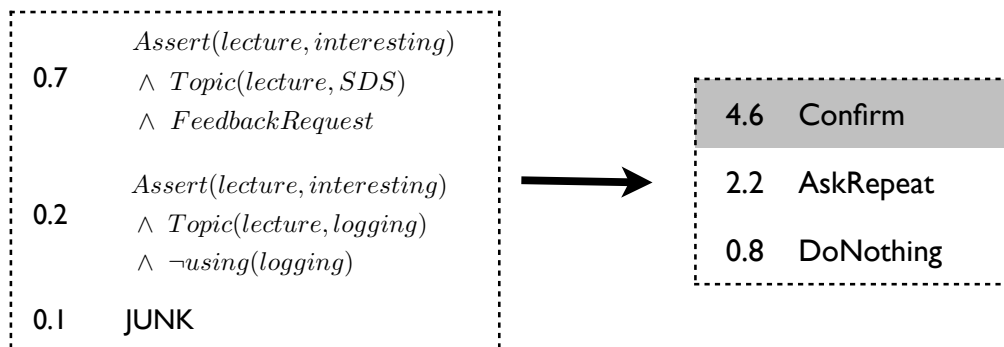 0.7
Assert(lecture, interesting)
∧ Topic(lecture, SDS)
∧ FeedbackRequest
0.2
Assert(lecture, interesting)
∧ Topic(lecture, logging)
∧ ¬using(logging)
0.1 JUNK
4.6 Confirm
2.2 AskRepeat
0.8 DoNothing